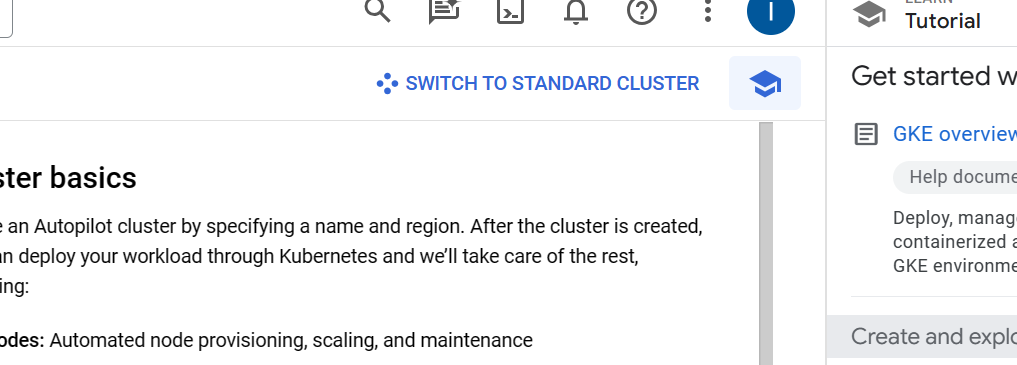 I
Tutorial
SWITCH TO STANDARD CLUSTER
ster basics
e an Autopilot cluster by specifying a name and region. After the cluster is created,
an deploy your workload through Kubernetes and we'll take care of the rest,
ing:
odes: Automated node provisioning, scaling, and maintenance
Get started w
GKE overview
Help docume
Deploy, manag
containerized a
GKE environme
Create and explo